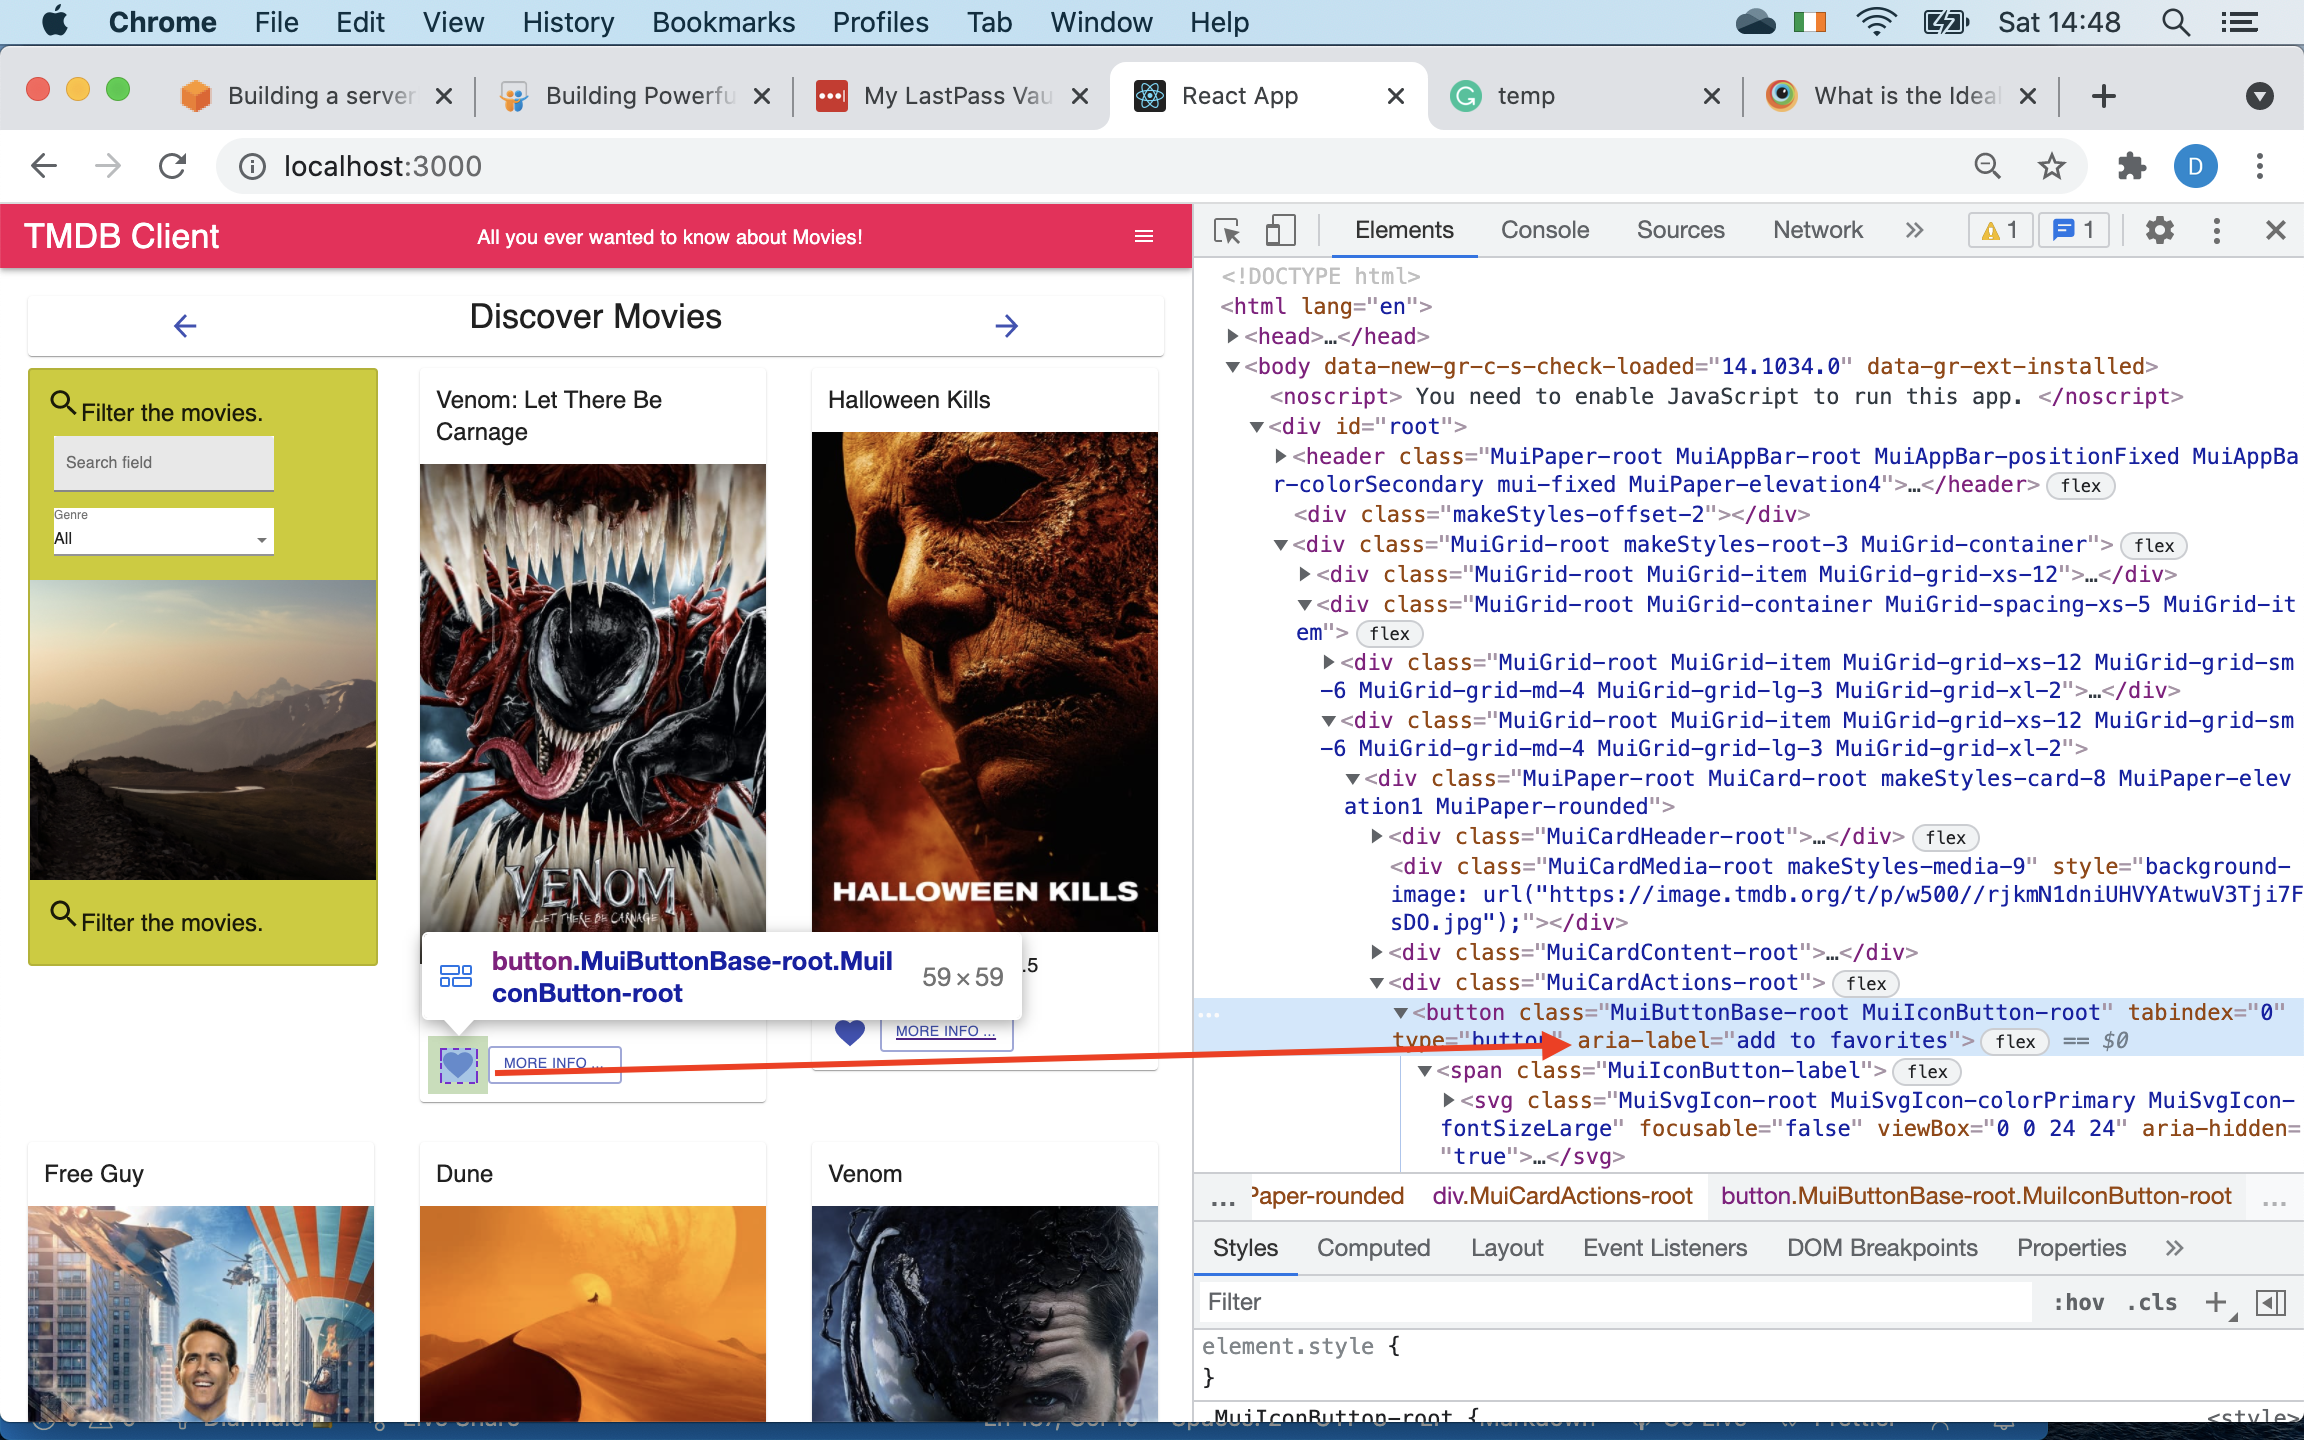 Chrome File Edit View History Bookmarks Profiles Tab Window Help Sat 14:48
Building a server
Building Powerfu
My LastPass Vau
React App
temp
What is the Ideal
localhost:3000
D
TMDB Client
All you ever wanted to know about Movies!
Discover Movies
Filter the movies.
Search field
Genre
All
Filter the movies.
Venom: Let There Be
Carnage
VENOM
LET THERE BE CARNAGE
Halloween Kills
HALLOWEEN KILLS
button.MuiButtonBase-root.MuiI
conButton-root
59 × 59
.5
MORE INFO ...
MORE INFO ...
Free Guy
Dune
Venom
Elements Console Sources Network » 1 1
<!DOCTYPE html>
<html lang="en">
<head>…</head>
<body data-new-gr-c-s-check-loaded="14.1034.0" data-gr-ext-installed>
<noscript> You need to enable JavaScript to run this app. </noscript>
<div id="root">
<header class="MuiPaper-root MuiAppBar-root MuiAppBar-positionFixed MuiAppBa
r-colorSecondary mui-fixed MuiPaper-elevation4">…</header> flex
<div class="makeStyles-offset-2"></div>
<div class="MuiGrid-root makeStyles-root-3 MuiGrid-container"> flex
<div class="MuiGrid-root MuiGrid-item MuiGrid-grid-xs-12">…</div>
<div class="MuiGrid-root MuiGrid-container MuiGrid-spacing-xs-5 MuiGrid-it
em"> flex
<div class="MuiGrid-root MuiGrid-item MuiGrid-grid-xs-12 MuiGrid-grid-sm
-6 MuiGrid-grid-md-4 MuiGrid-grid-lg-3 MuiGrid-grid-xl-2">…</div>
<div class="MuiGrid-root MuiGrid-item MuiGrid-grid-xs-12 MuiGrid-grid-sm
-6 MuiGrid-grid-md-4 MuiGrid-grid-lg-3 MuiGrid-grid-xl-2">
<div class="MuiPaper-root MuiCard-root makeStyles-card-8 MuiPaper-elev
ation1 MuiPaper-rounded">
<div class="MuiCardHeader-root">…</div> flex
<div class="MuiCardMedia-root makeStyles-media-9" style="background-
image: url("https://image.tmdb.org/t/p/w500//rjkmN1dniUHVYAtwuV3Tji7F
sDO.jpg");"></div>
<div class="MuiCardContent-root">…</div>
<div class="MuiCardActions-root"> flex
<button class="MuiButtonBase-root MuiIconButton-root" tabindex="0"
type="button" aria-label="add to favorites"> flex == $0
<span class="MuiIconButton-label"> flex
<svg class="MuiSvgIcon-root MuiSvgIcon-colorPrimary MuiSvgIcon-
fontSizeLarge" focusable="false" viewBox="0 0 24 24" aria-hidden=
"true">…</svg>
... Paper-rounded div.MuiCardActions-root button.MuiButtonBase-root.MuiIconButton-root ...
Styles Computed Layout Event Listeners DOM Breakpoints Properties »
Filter :hov .cls
element.style {
}
.MuiIconButton-root { <style>